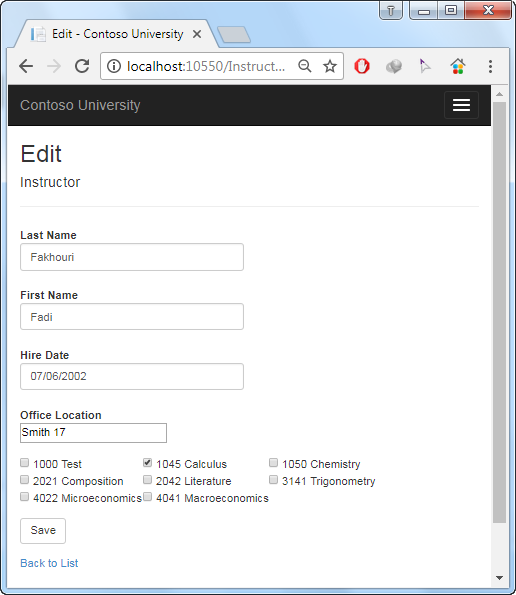 Edit - Contoso University
localhost:10550/Instruct...
Contoso University
Edit
Instructor
Last Name
Fakhouri
First Name
Fadi
Hire Date
07/06/2002
Office Location
Smith 17
1000 Test 1045 Calculus 1050 Chemistry
2021 Composition 2042 Literature 3141 Trigonometry
4022 Microeconomics 4041 Macroeconomics
Save
Back to List